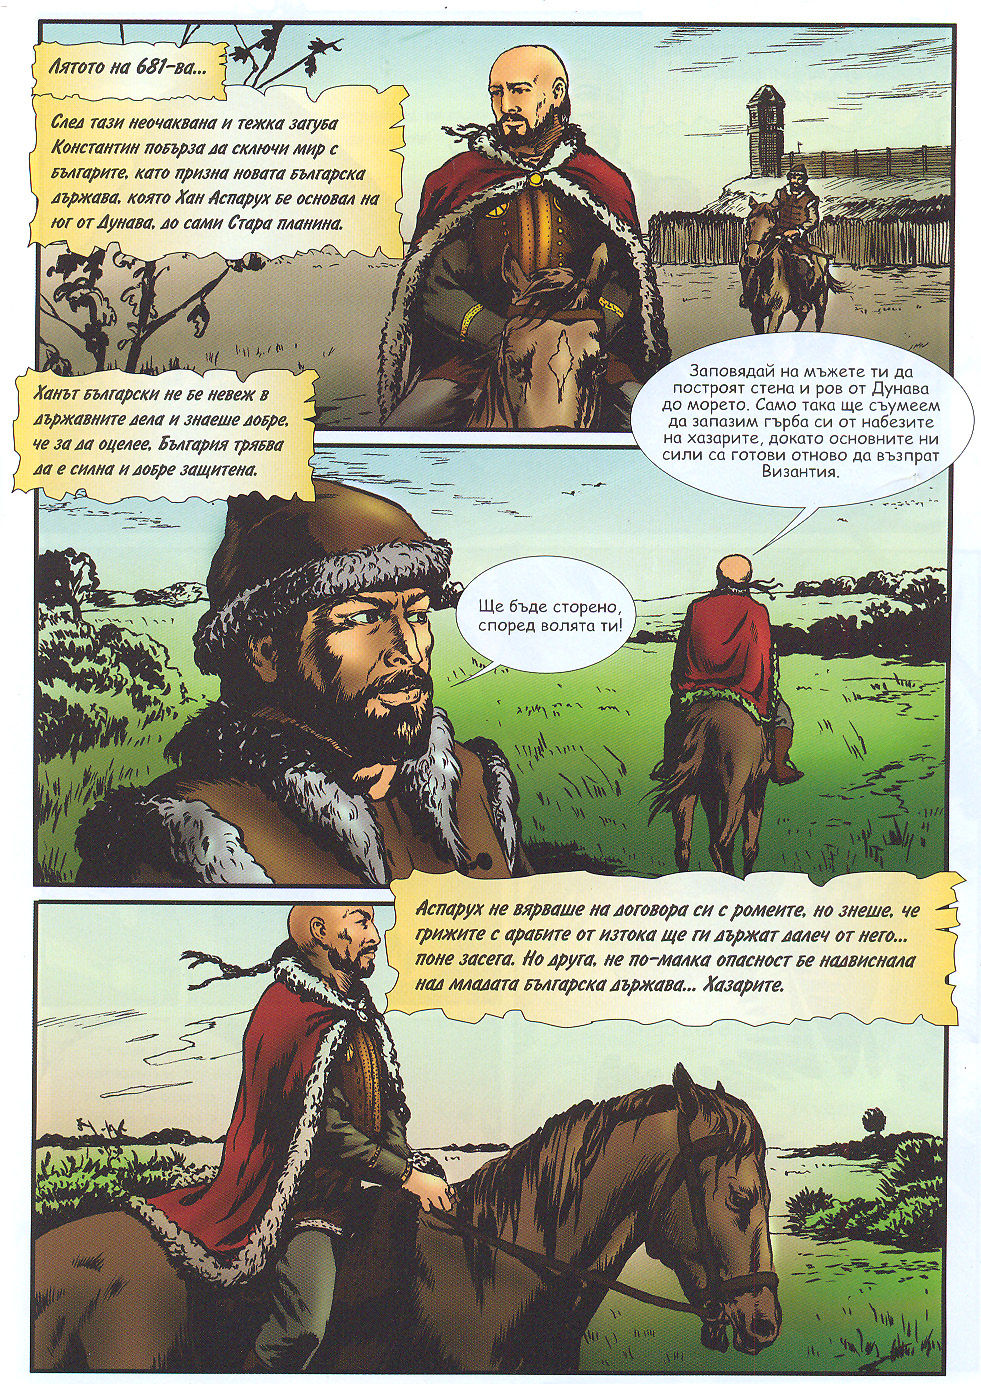 Лятото на 681-ва...
След тази неочаквана и тежка загуба
Константин побърза да сключи мир с
българите, като призна новата българска
държава, която Хан Аспарух бе основал на
юг от Дунава, до сами Стара планина.
Ханът български не бе невеж в
държавните дела и знаеше добре,
че за да оцелее, България трябва
да е силна и добре защитена.
Заповядай на мъжете ти да
построят стена и ров от Дунава
до морето. Само така ще съумеем
да запазим гърба си от набезите
на хазарите, докато основните ни
сили са готови отново да възпрат
Византия.
Ще бъде сторено,
според волята ти!
Аспарух не вярваше на договора си с ромеите, но знеше, че
грижите с арабите от изтока ще ги държат далеч от него...
поне засега. Но друга, не по-малка опасност бе надвиснала
над младата българска държава... Хазарите.